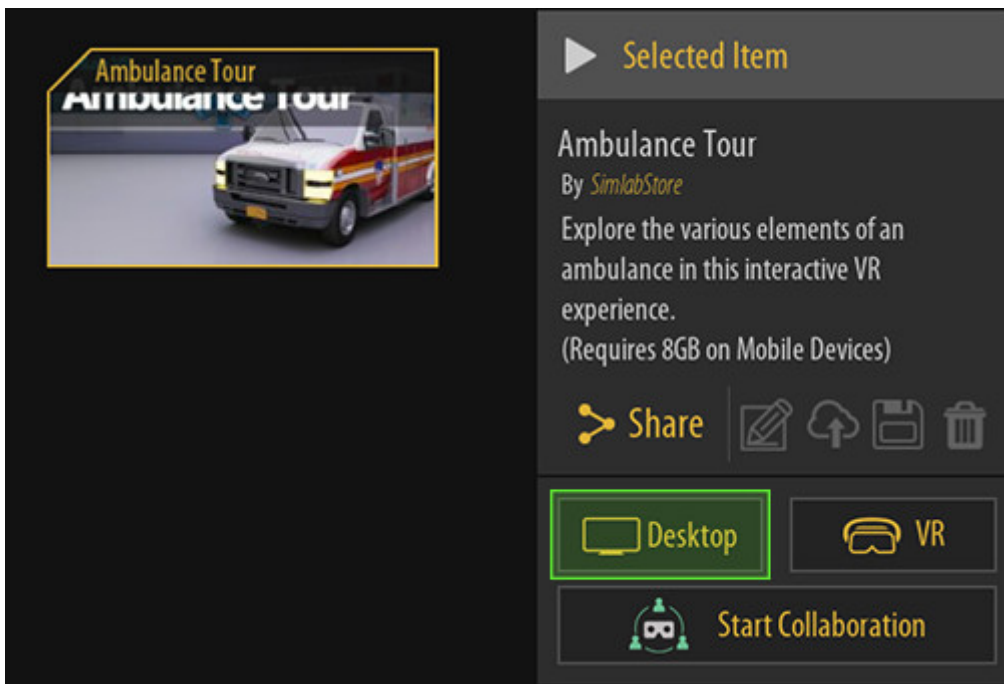 Ambulance Tour
Ambulance Tour
Selected Item
Ambulance Tour
By SimlabStore
Explore the various elements of an
ambulance in this interactive VR
experience.
(Requires 8GB on Mobile Devices)
Share
Desktop
VR
Start Collaboration